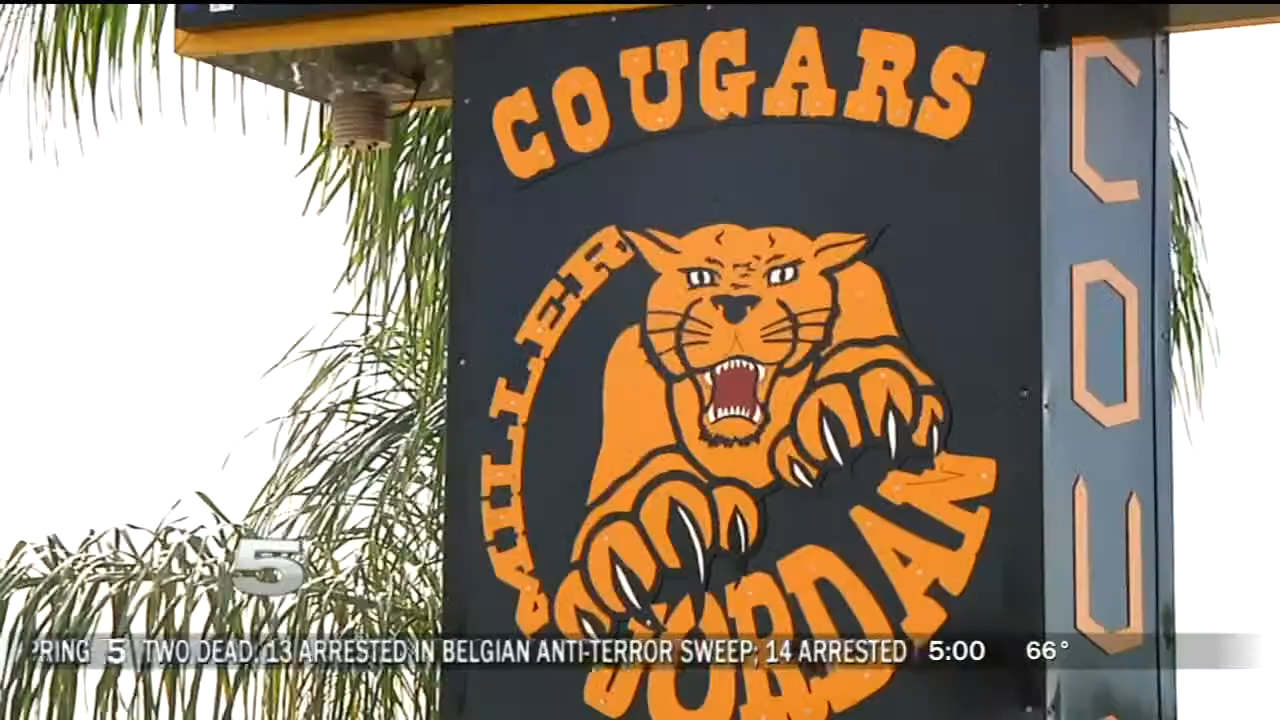 COUGARS
MILLER
JORDAN
COU
5
PRING 5 TWO DEAD, 13 ARRESTED IN BELGIAN ANTI-TERROR SWEEP; 14 ARRESTED 5:00 66°